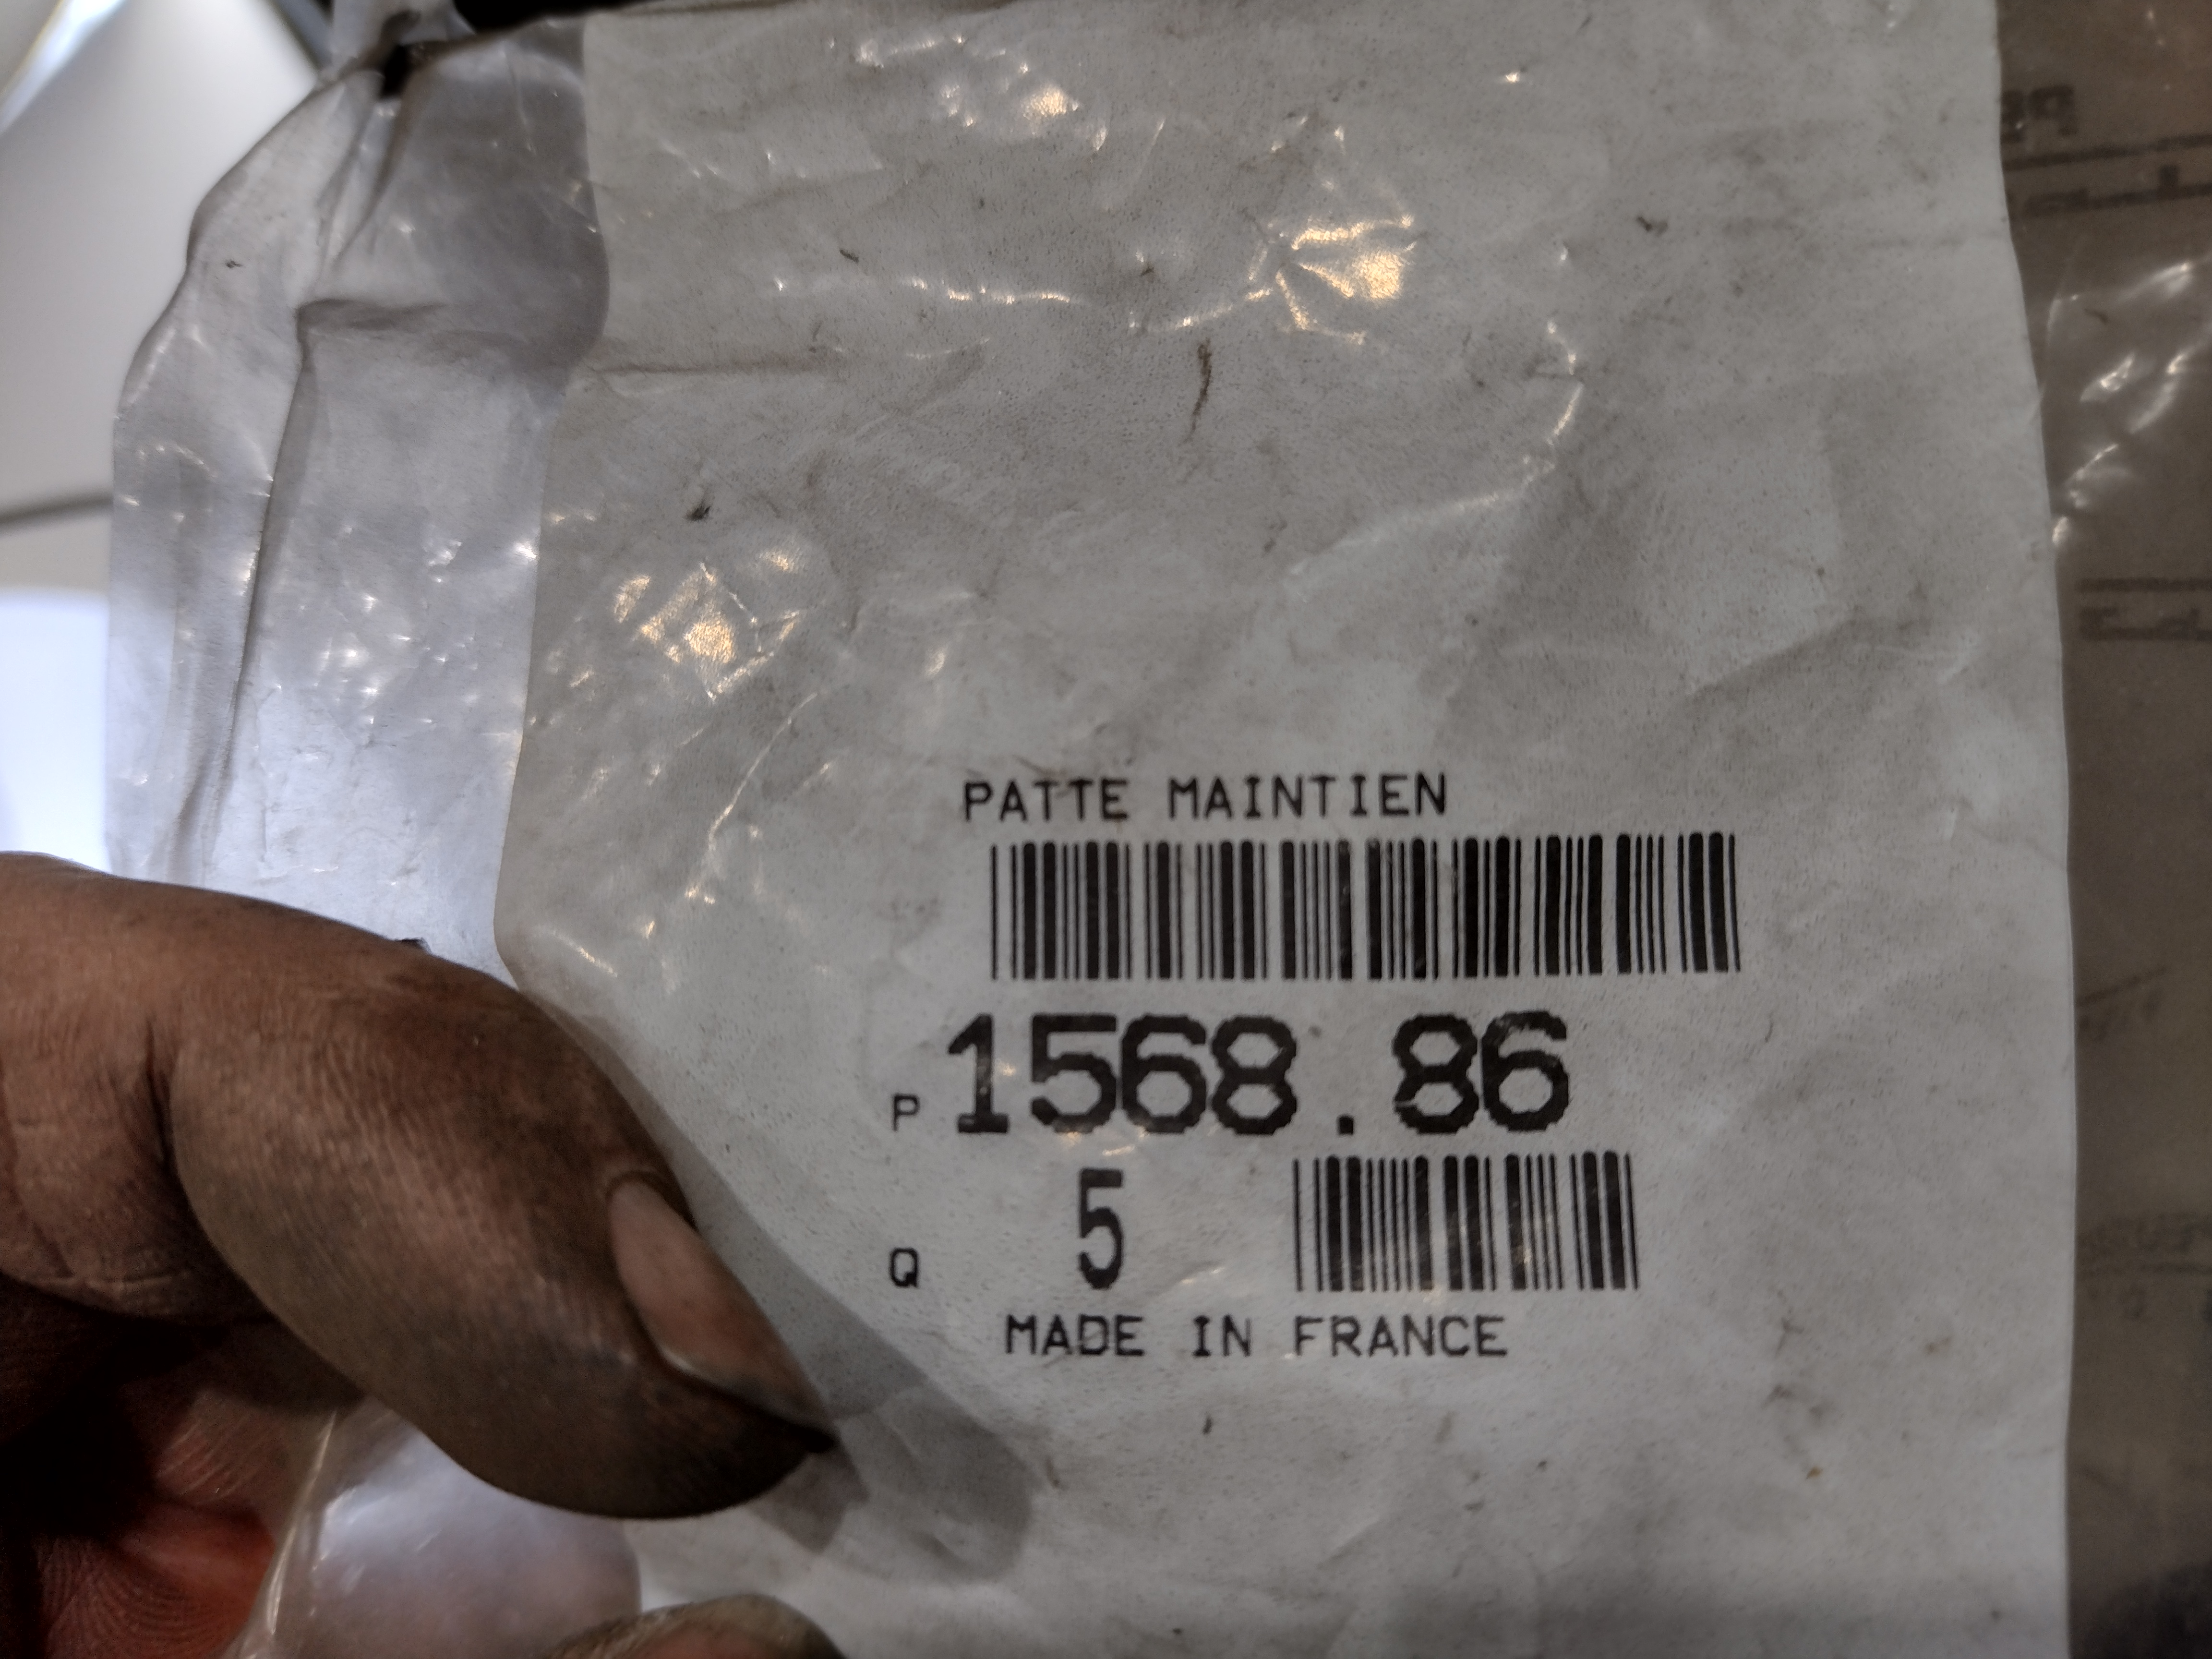 PATTE MAINTIEN
P 1568.86
Q 5
MADE IN FRANCE